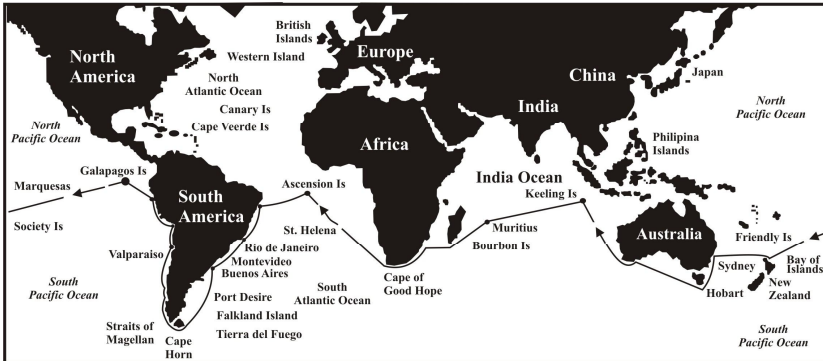 North
America
British
Islands
Western Island
Europe
China
Japan
North
Atlantic Ocean
Canary Is
Cape Veerde Is
India
North
Pacific Ocean
North
Pacific Ocean
Africa
Philipina
Islands
Galapagos Is
Marquesas
Society Is
South
America
Ascension Is
India Ocean
Keeling Is
St. Helena
Muritius
Bourbon Is
Australia
Friendly Is
Valparaiso
Rio de Janeiro
Montevideo
Buenos Aires
Cape of
Good Hope
Sydney
Bay of
Islands
New
Zealand
Hobart
South
Pacific Ocean
Port Desire
Falkland Island
Tierra del Fuego
South
Atlantic Ocean
Straits of
Magellan
Cape
Horn
South
Pacific Ocean